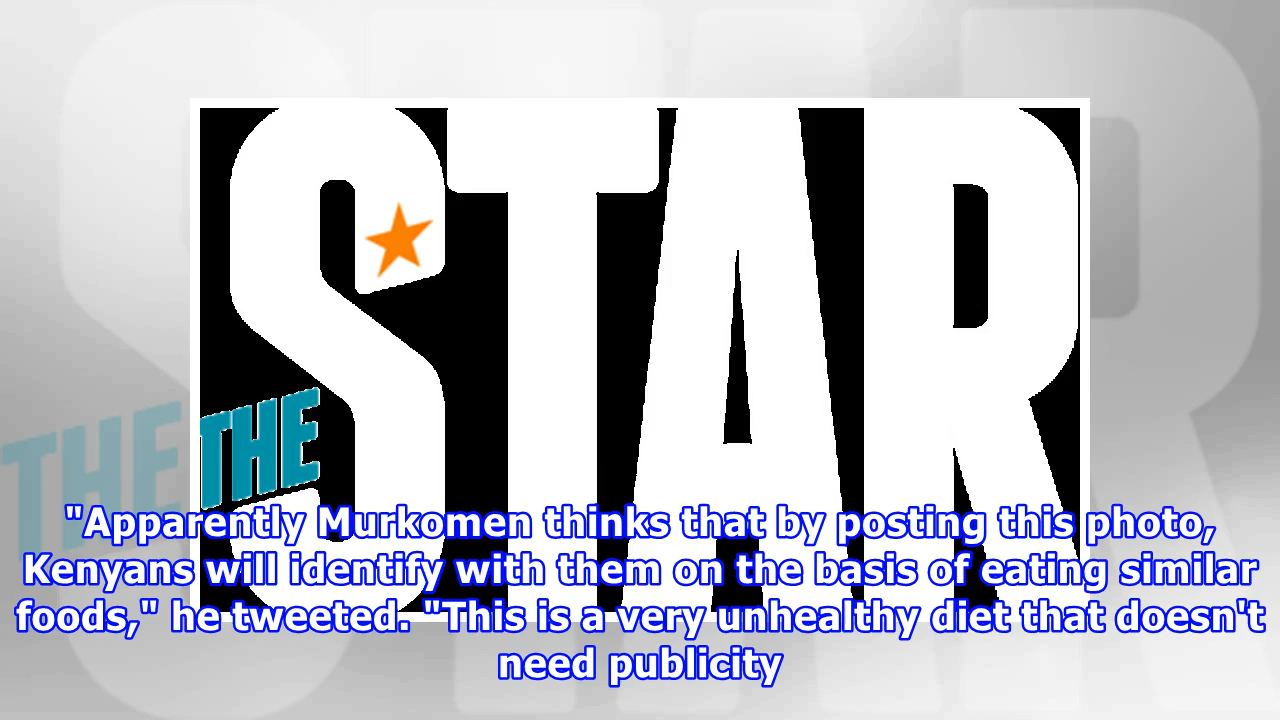 THE
STAR
"Apparently Murkomen thinks that by posting this photo,
Kenyans will identify with them on the basis of eating similar
foods," he tweeted. "This is a very unhealthy diet that doesn't
need publicity